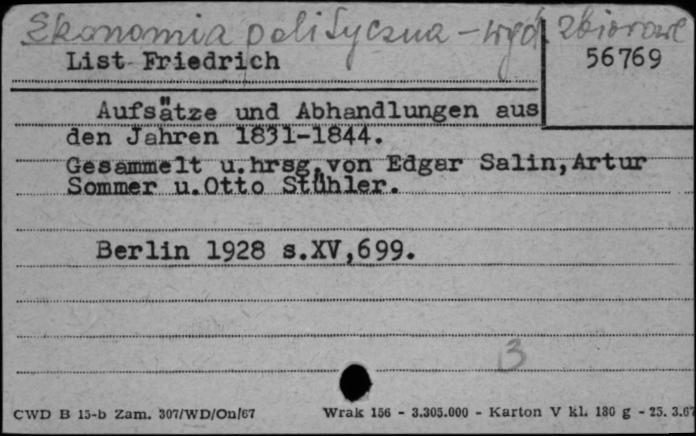 Ekonomia polityczna - wyd. zbiorowe
List Friedrich
56769
Aufsätze und Abhandlungen aus
den Jahren 1831-1844.
Gesammelt u.hrsg.von Edgar Salin,Artur
Sommer u.Otto Stühler.
Berlin 1928 s.XV,699.
3
CWD B 15-b Zam. 307/WD/On/67 Wrak 156 - 3.305.000 - Karton V kl. 180 g - 25. 3.67